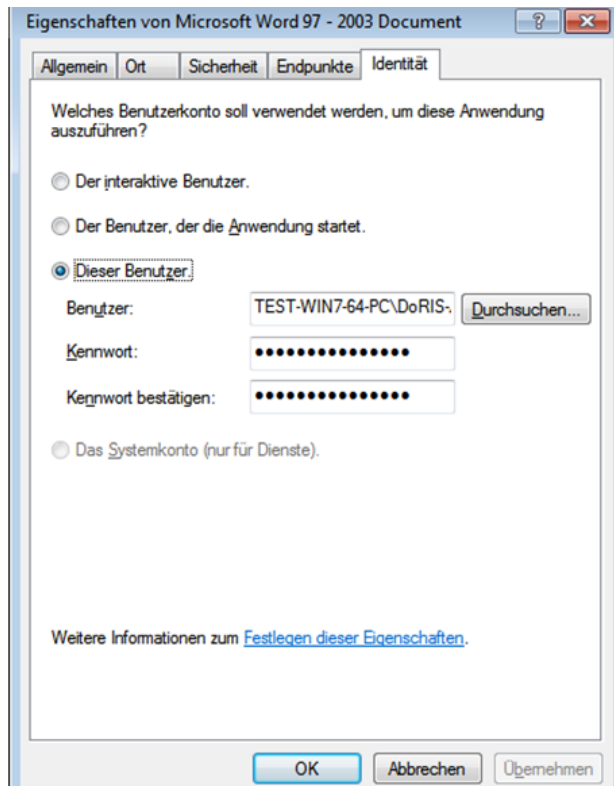 Eigenschaften von Microsoft Word 97 - 2003 Document
Allgemein Ort Sicherheit Endpunkte Identität
Welches Benutzerkonto soll verwendet werden, um diese Anwendung
auszuführen?
Der interaktive Benutzer.
Der Benutzer, der die Anwendung startet.
Dieser Benutzer.
Benutzer: TEST-WIN7-64-PC\DoRIS- Durchsuchen...
Kennwort: •••••••••••••••
Kennwort bestätigen: •••••••••••••••
Das Systemkonto (nur für Dienste).
Weitere Informationen zum Festlegen dieser Eigenschaften.
OK Abbrechen Übernehmen